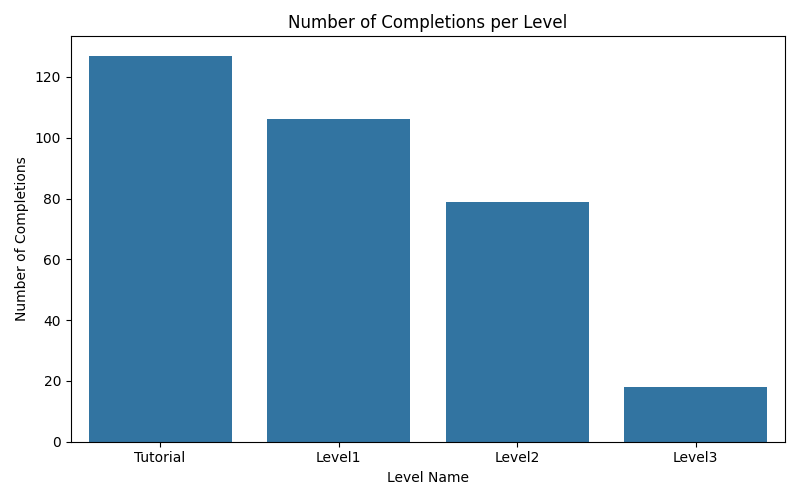 Number of Completions per Level
Number of Completions
120
100
80
60
40
20
0
Tutorial
Level1
Level2
Level3
Level Name